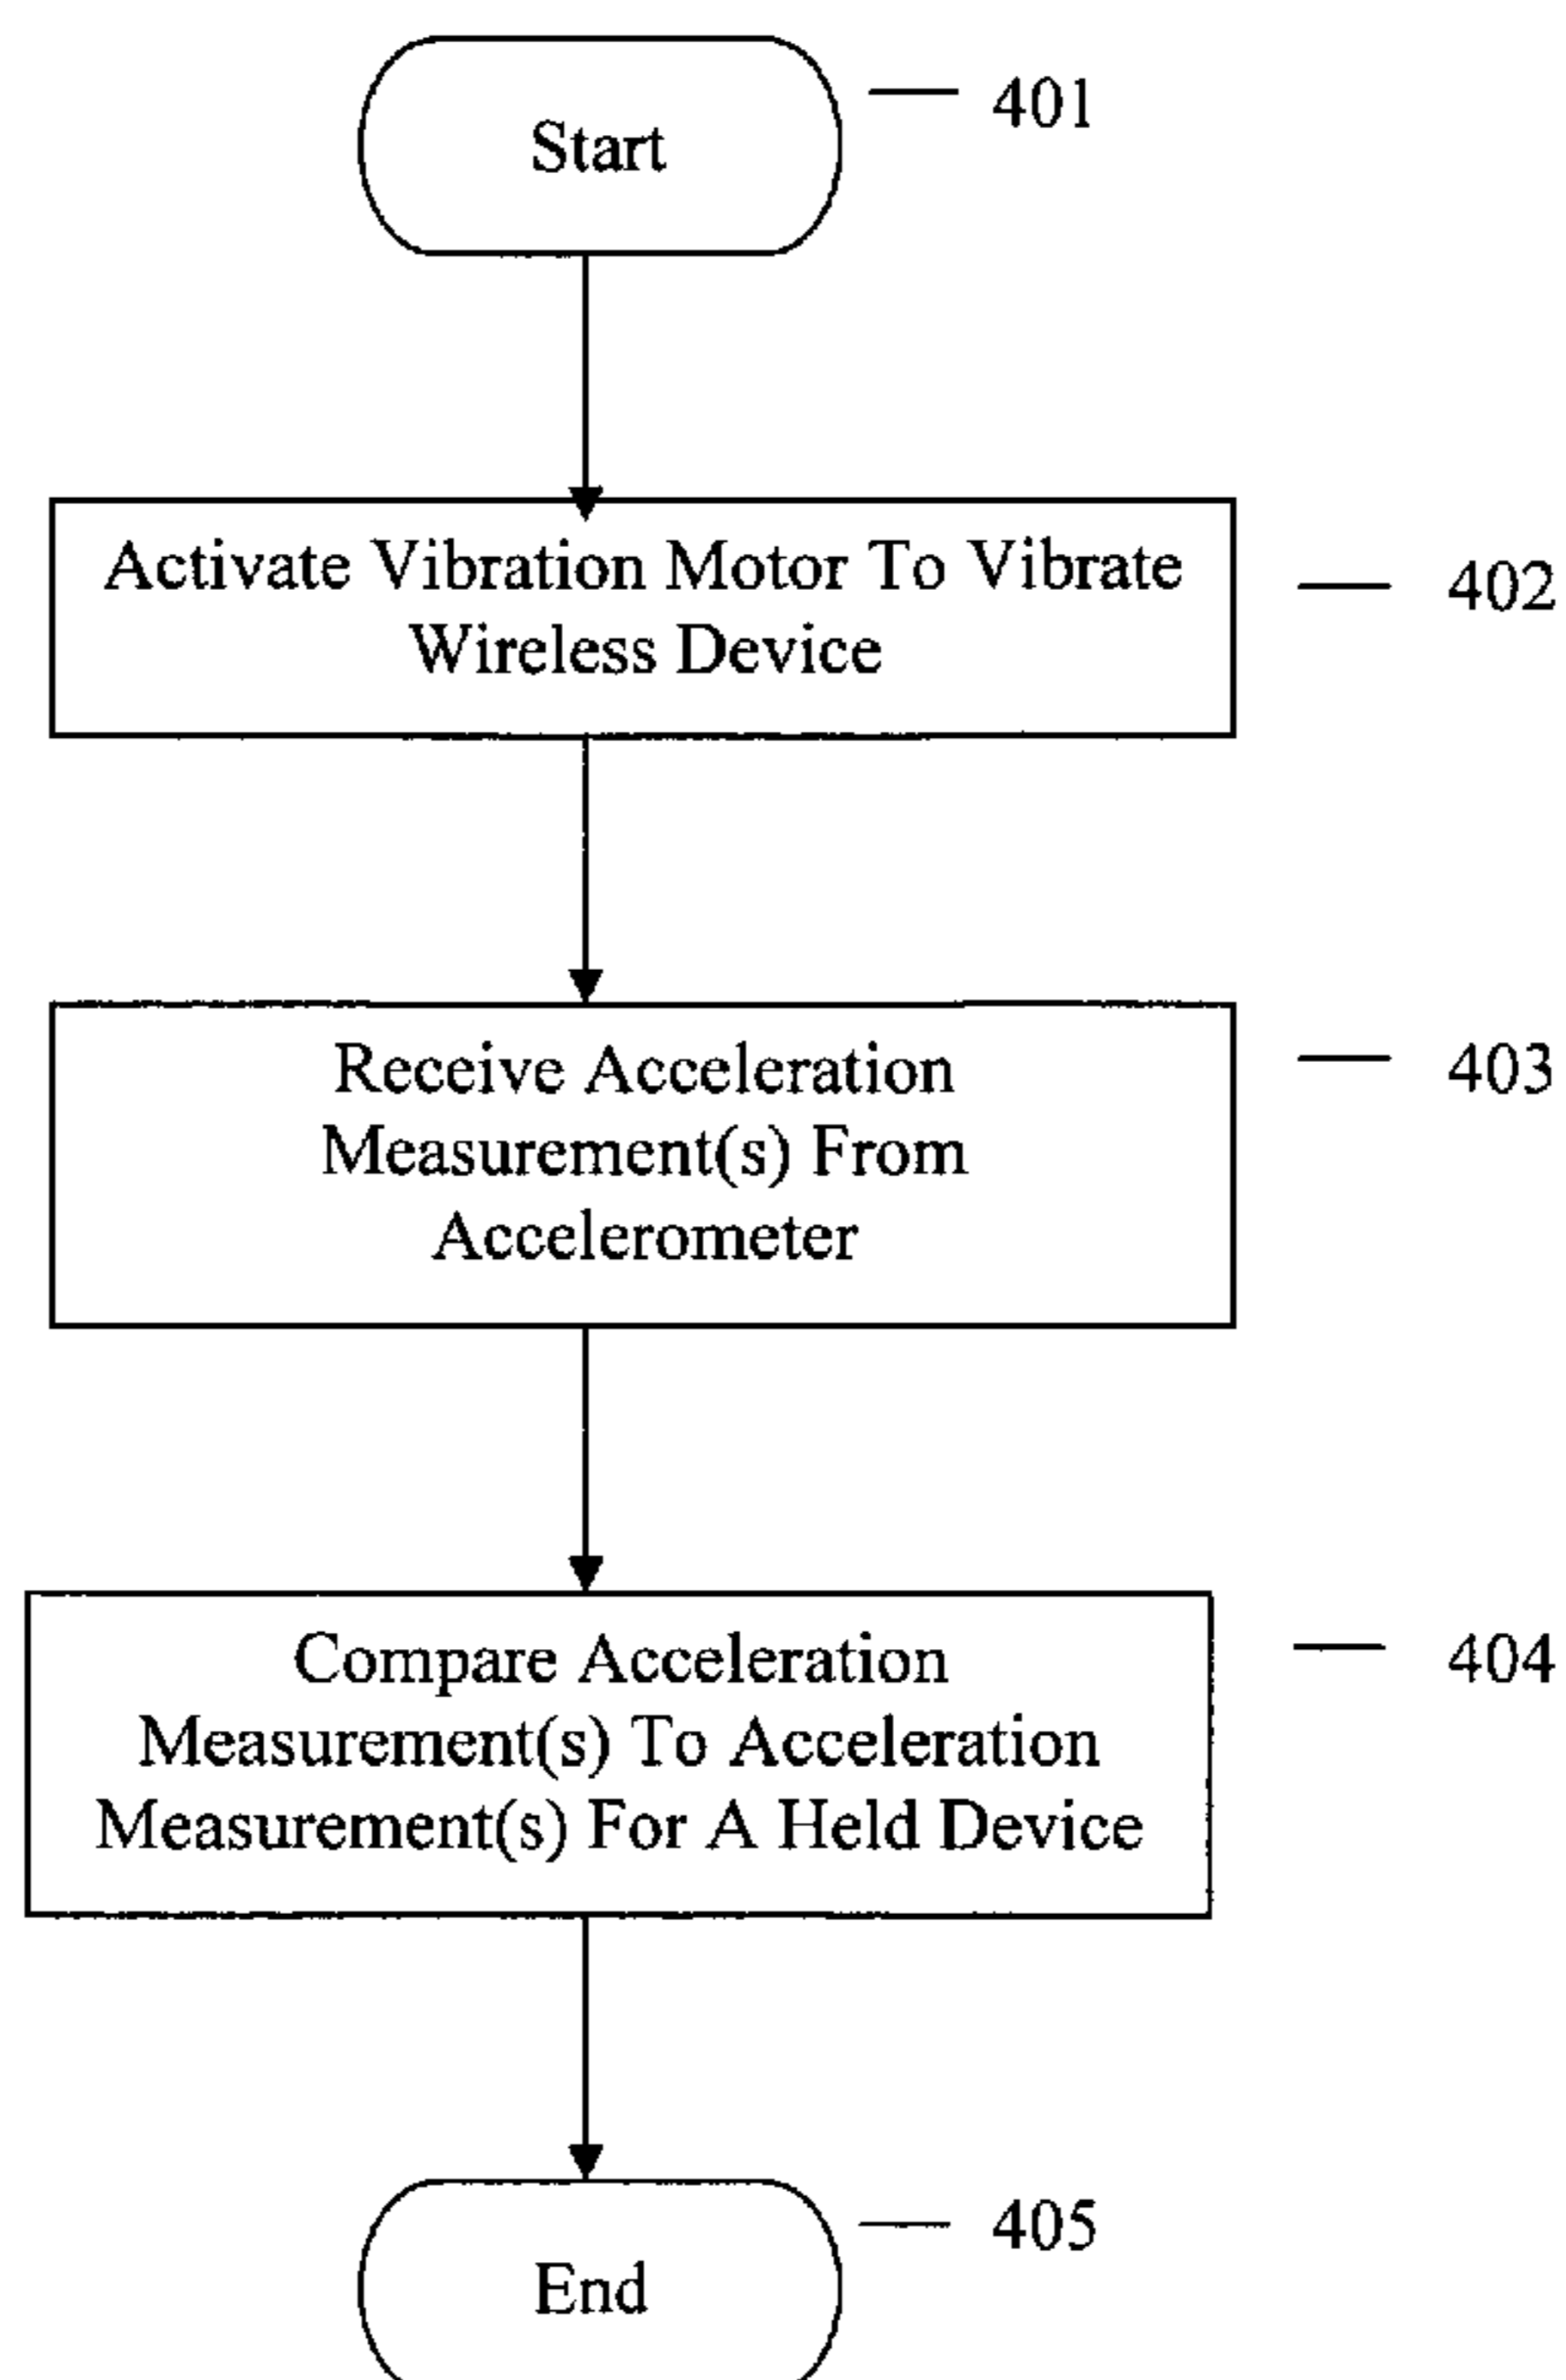 Start
401
Activate Vibration Motor To Vibrate
Wireless Device
402
Receive Acceleration
Measurement(s) From
Accelerometer
403
Compare Acceleration
Measurement(s) To Acceleration
Measurement(s) For A Held Device
404
End
405